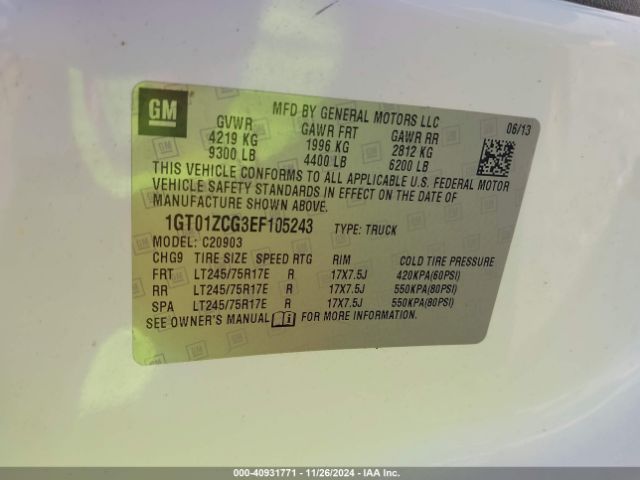 GM
MFD BY GENERAL MOTORS LLC
06/13
GVWR GAWR FRT GAWR RR
4219 KG 1996 KG 2812 KG
9300 LB 4400 LB 6200 LB
THIS VEHICLE CONFORMS TO ALL APPLICABLE U.S. FEDERAL MOTOR
VEHICLE SAFETY STANDARDS IN EFFECT ON THE DATE OF
MANUFACTURE SHOWN ABOVE.
1GT01ZCG3EF105243 TYPE: TRUCK
MODEL: C20903
CHG9 TIRE SIZE SPEED RTG RIM COLD TIRE PRESSURE
FRT LT245/75R17E R 17X7.5J 420KPA(60PSI)
RR LT245/75R17E R 17X7.5J 550KPA(80PSI)
SPA LT245/75R17E R 17X7.5J 550KPA(80PSI)
SEE OWNER'S MANUAL FOR MORE INFORMATION.
000-40931771 - 11/26/2024 - IAA Inc.